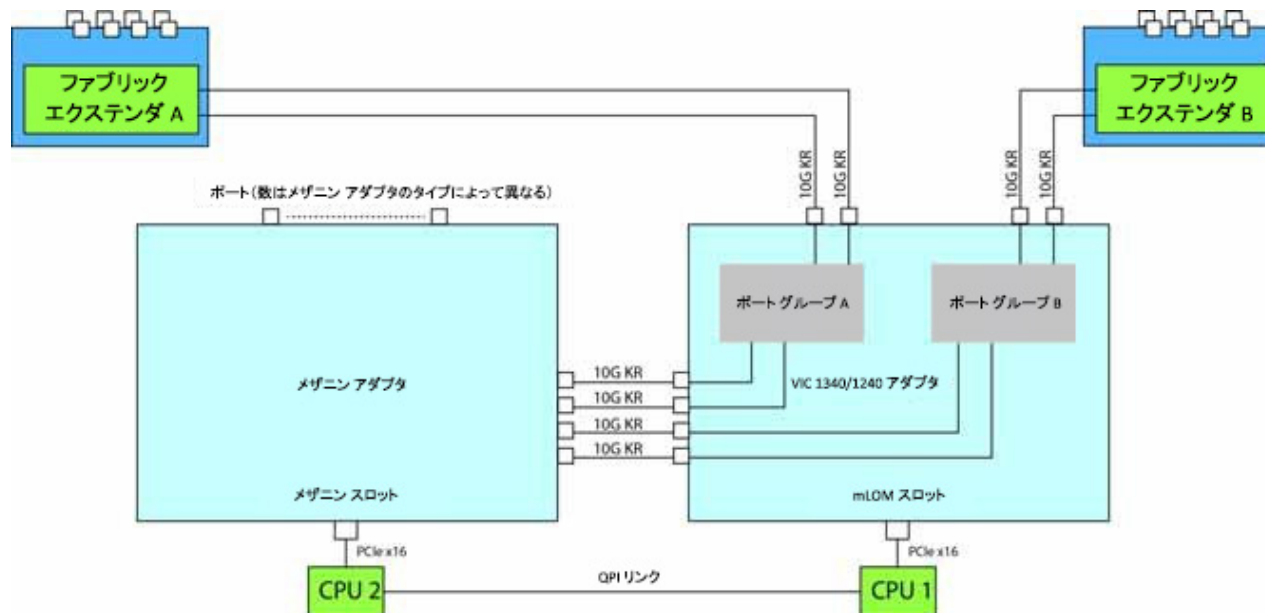 ファブリック
エクステンダ A
ファブリック
エクステンダ B
10G KR
10G KR
10G KR
10G KR
ポート（数はメザニン アダプタのタイプによって異なる）
ポート グループ A
ポート グループ B
メザニン アダプタ
10G KR
10G KR
10G KR
10G KR
VIC 1340/1240 アダプタ
メザニン スロット
mLOM スロット
PCIe x16
PCIe x16
CPU 2
QPI リンク
CPU 1